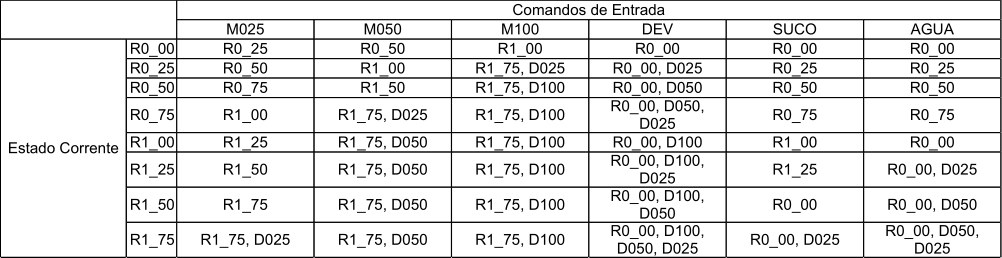 Comandos de Entrada
M025 M050 M100 DEV SUCO AGUA
Estado Corrente
R0_00 R0_25 R0_50 R1_00 R0_00 R0_00 R0_00
R0_25 R0_50 R1_00 R1_75, D025 R0_00, D025 R0_25 R0_25
R0_50 R0_75 R1_50 R1_75, D100 R0_00, D050 R0_50 R0_50
R0_75 R1_00 R1_75, D025 R1_75, D100 R0_00, D050, D025 R0_75 R0_75
R1_00 R1_25 R1_75, D050 R1_75, D100 R0_00, D100 R1_00 R0_00
R1_25 R1_50 R1_75, D050 R1_75, D100 R0_00, D100, D025 R1_25 R0_00, D025
R1_50 R1_75 R1_75, D050 R1_75, D100 R0_00, D100, D050 R0_00 R0_00, D050
R1_75 R1_75, D025 R1_75, D050 R1_75, D100 R0_00, D100, D050, D025 R0_00, D025 R0_00, D050, D025